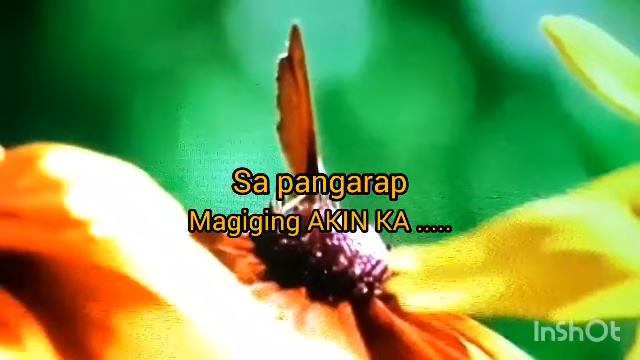 Sa pangarap
Magiging AKIN KA .....
InShOt